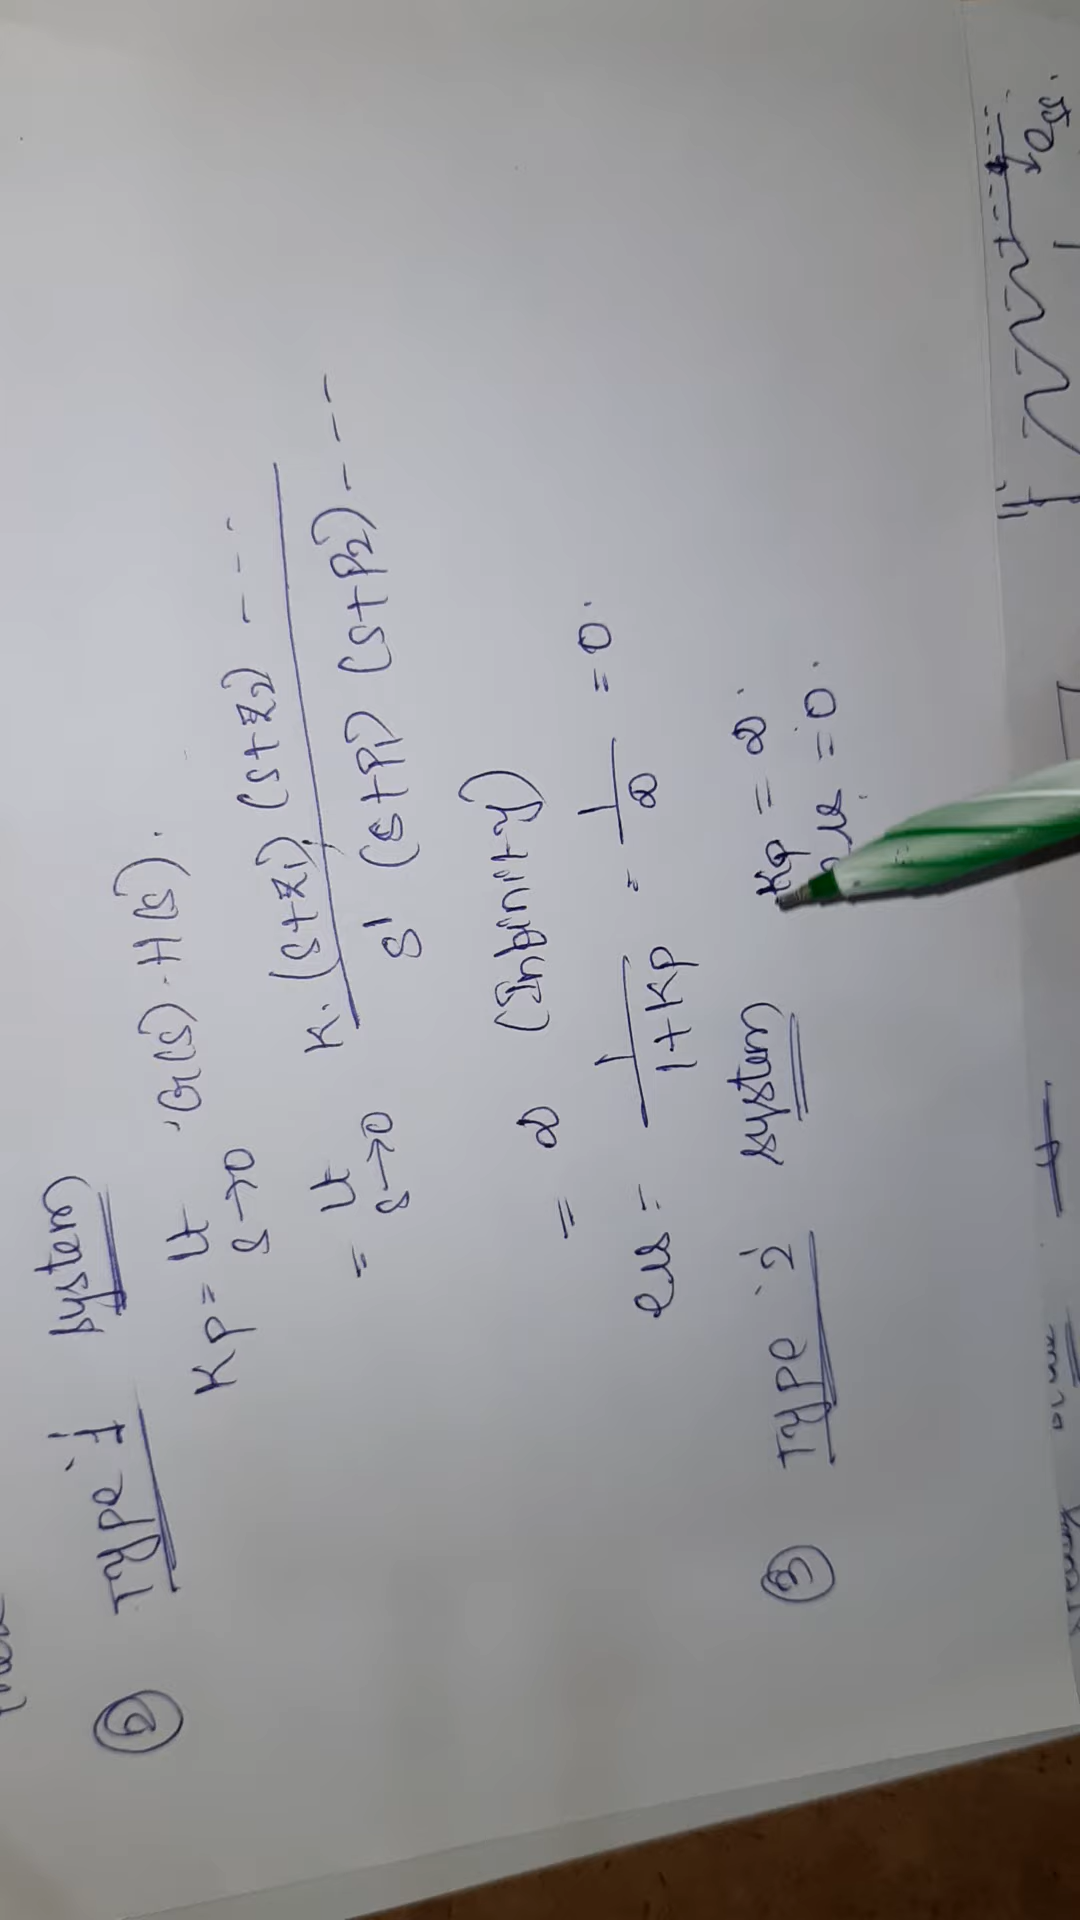 ② Type '1' system
Kp = Lt s→0 G(s) . H(s) .
= Lt s→0 K. (s+z1) (s+z2) --- / s¹ (s+P1) (s+P2) ---
= ∞ (Infinity)
ess = 1 / 1+Kp = 1 / ∞ = 0 .
③ Type '2' system Kp = ∞ .
ess = 0 .